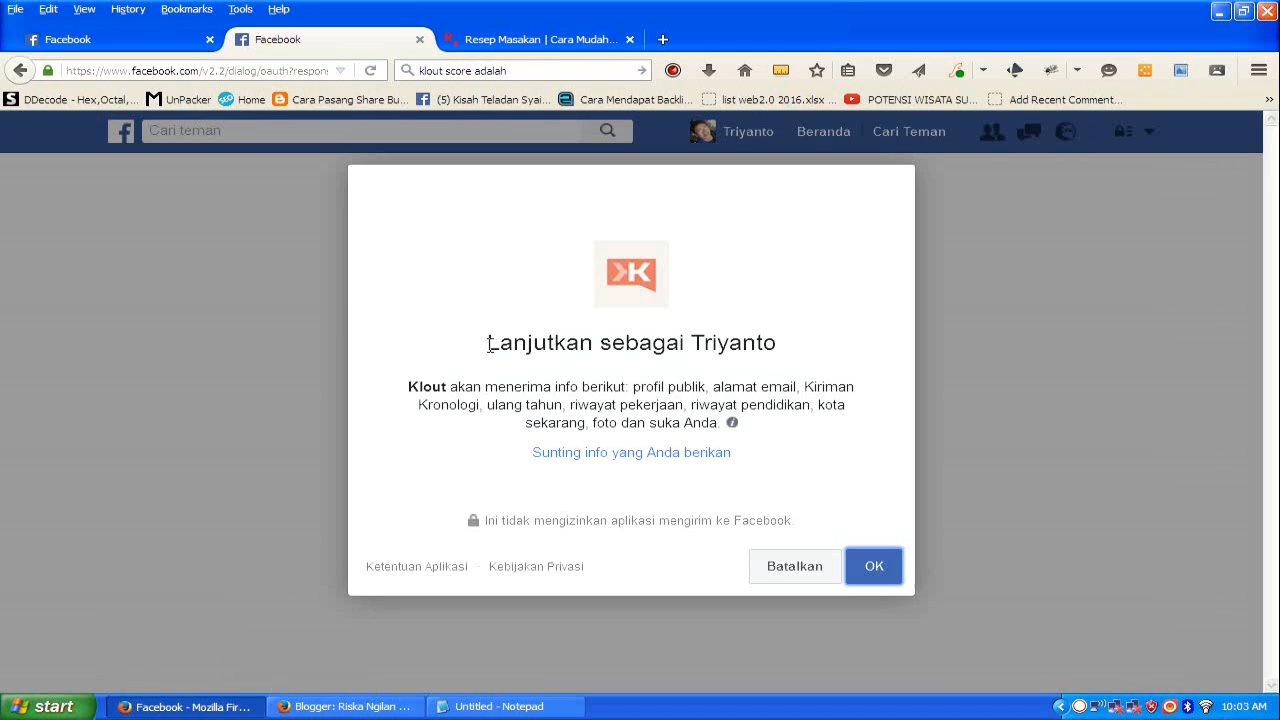 File Edit View History Bookmarks Tools Help
Facebook Facebook Resep Masakan | Cara Mudah...
https://www.facebook.com/v2.2/dialog/oauth?respons klout score adalah
DDecode - Hex,Octal,... UnPacker Home Cara Pasang Share Bu... (5) Kisah Teladan Syai... Cara Mendapat Backli... list web2.0 2016.xlsx ... POTENSI WISATA SU... Add Recent Comment...
Cari teman Triyanto Beranda Cari Teman
K
Lanjutkan sebagai Triyanto
Klout akan menerima info berikut: profil publik, alamat email, Kiriman
Kronologi, ulang tahun, riwayat pekerjaan, riwayat pendidikan, kota
sekarang, foto dan suka Anda.
Sunting info yang Anda berikan
Ini tidak mengizinkan aplikasi mengirim ke Facebook.
Ketentuan Aplikasi · Kebijakan Privasi Batalkan OK
start Facebook - Mozilla Fir... Blogger: Riska Ngilan ... Untitled - Notepad 10:03 AM